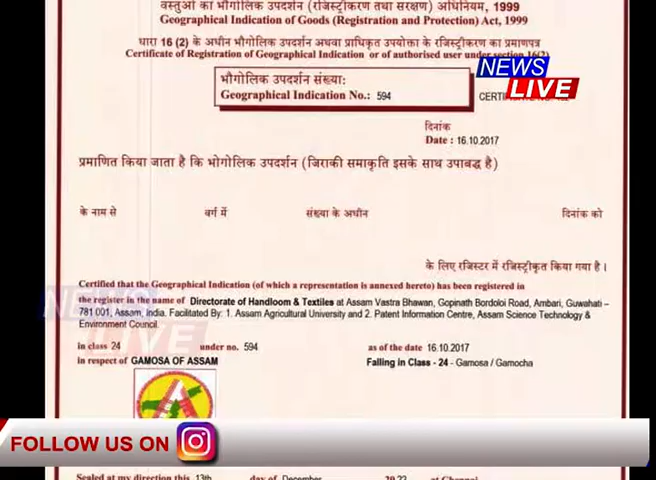 वस्तुओं का भौगोलिक उपदर्शन (रजिस्ट्रीकरण तथा सरक्षण) अधिनियम, 1999
Geographical Indication of Goods (Registration and Protection) Act, 1999
धारा 16 (2) के अधीन भौगोलिक उपदर्शन अथवा प्राधिकृत उपयोक्ता के रजिस्ट्रीकरण का प्रमाणपत्र
Certificate of Registration of Geographical Indication or of authorised user under section 16(2)
NEWS
LIVE
भौगोलिक उपदर्शन संख्या:
Geographical Indication No.: 594
दिनांक
Date : 16.10.2017
प्रमाणित किया जाता है कि भोगोलिक उपदर्शन (जिराकी समाकृति इसके साथ उपाबद्ध है)
के नाम से वर्ग में संख्या के अधीन दिनांक को
के लिए रजिस्टर में रजिस्ट्रीकृत किया गया है।
Certified that the Geographical Indication (of which a representation is annexed hereto) has been registered in
the register in the name of Directorate of Handloom & Textiles at Assam Vastra Bhawan, Gopinath Bordoloi Road, Ambari, Guwahati –
781 001, Assam, India. Facilitated By: 1. Assam Agricultural University and 2. Patent Information Centre, Assam Science Technology &
Environment Council.
NEWS
LIVE
in class 24 under no. 594 as of the date 16.10.2017
in respect of GAMOSA OF ASSAM Falling in Class - 24 - Gamosa / Gamocha
FOLLOW US ON
Sealed at my direction this 13th day of December 20 22 at Chennai